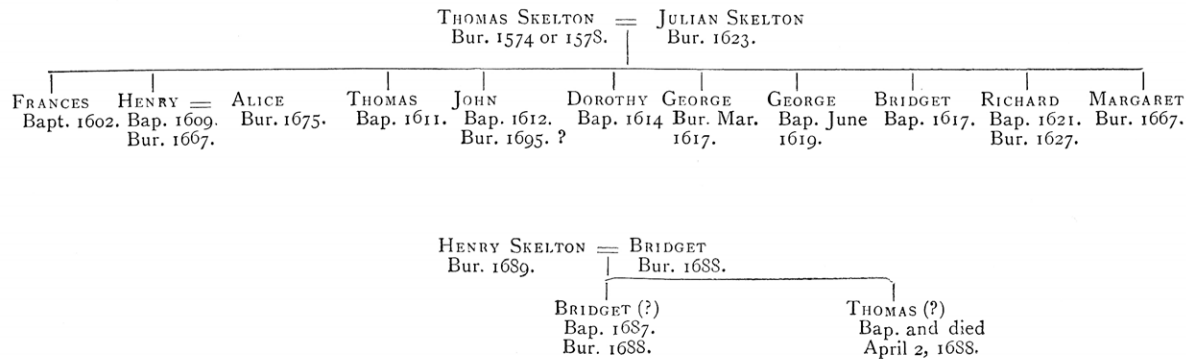 THOMAS SKELTON = JULIAN SKELTON
Bur. 1574 or 1578. Bur. 1623.
FRANCES HENRY = ALICE THOMAS JOHN DOROTHY GEORGE GEORGE BRIDGET RICHARD MARGARET
Bapt. 1602. Bap. 1609. Bur. 1675. Bap. 1611. Bap. 1612. Bap. 1614 Bur. Mar. Bap. June Bap. 1617. Bap. 1621. Bur. 1667.
Bur. 1667. Bur. 1695. ? 1617. 1619. Bur. 1627.
HENRY SKELTON = BRIDGET
Bur. 1689. Bur. 1688.
BRIDGET (?) THOMAS (?)
Bap. 1687. Bap. and died
Bur. 1688. April 2, 1688.